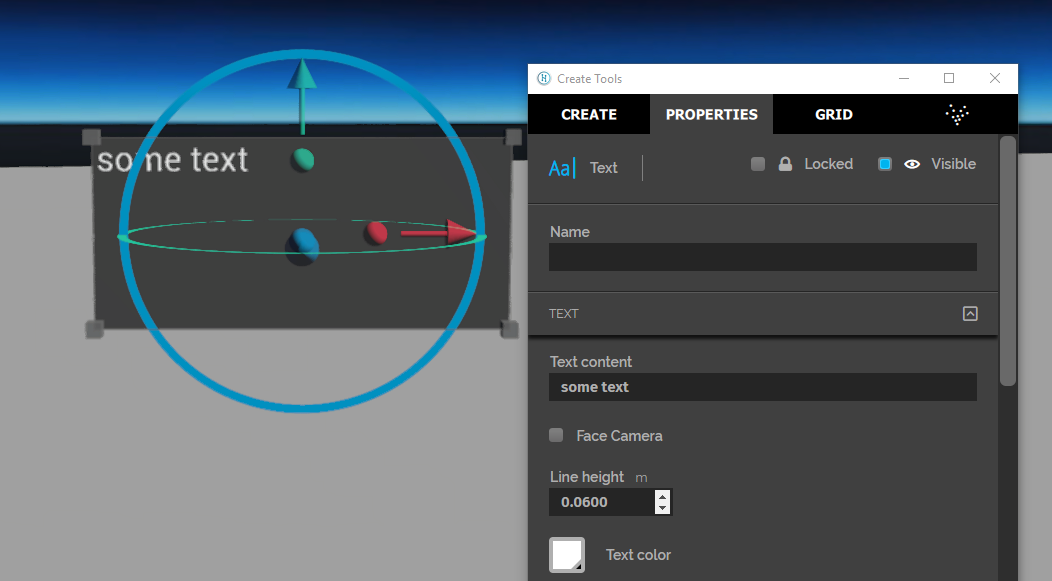 Create Tools
CREATE PROPERTIES GRID
some text
Aa Text Locked Visible
Name
TEXT
Text content
some text
Face Camera
Line height m
0.0600
Text color